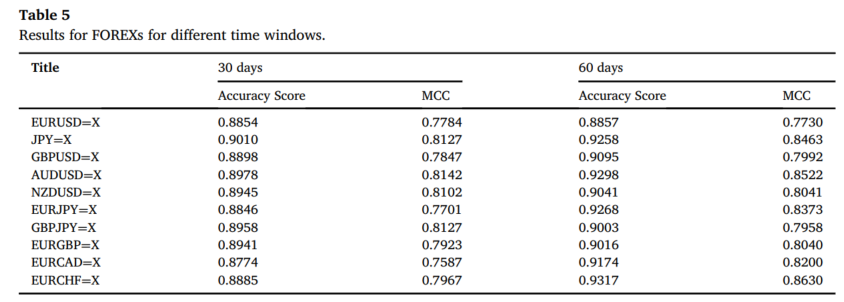 Table 5
Results for FOREXs for different time windows.
Title 30 days 60 days
Accuracy Score MCC Accuracy Score MCC
EURUSD=X 0.8854 0.7784 0.8857 0.7730
JPY=X 0.9010 0.8127 0.9258 0.8463
GBPUSD=X 0.8898 0.7847 0.9095 0.7992
AUDUSD=X 0.8978 0.8142 0.9298 0.8522
NZDUSD=X 0.8945 0.8102 0.9041 0.8041
EURJPY=X 0.8846 0.7701 0.9268 0.8373
GBPJPY=X 0.8958 0.8127 0.9003 0.7958
EURGBP=X 0.8941 0.7923 0.9016 0.8040
EURCAD=X 0.8774 0.7587 0.9174 0.8200
EURCHF=X 0.8885 0.7967 0.9317 0.8630